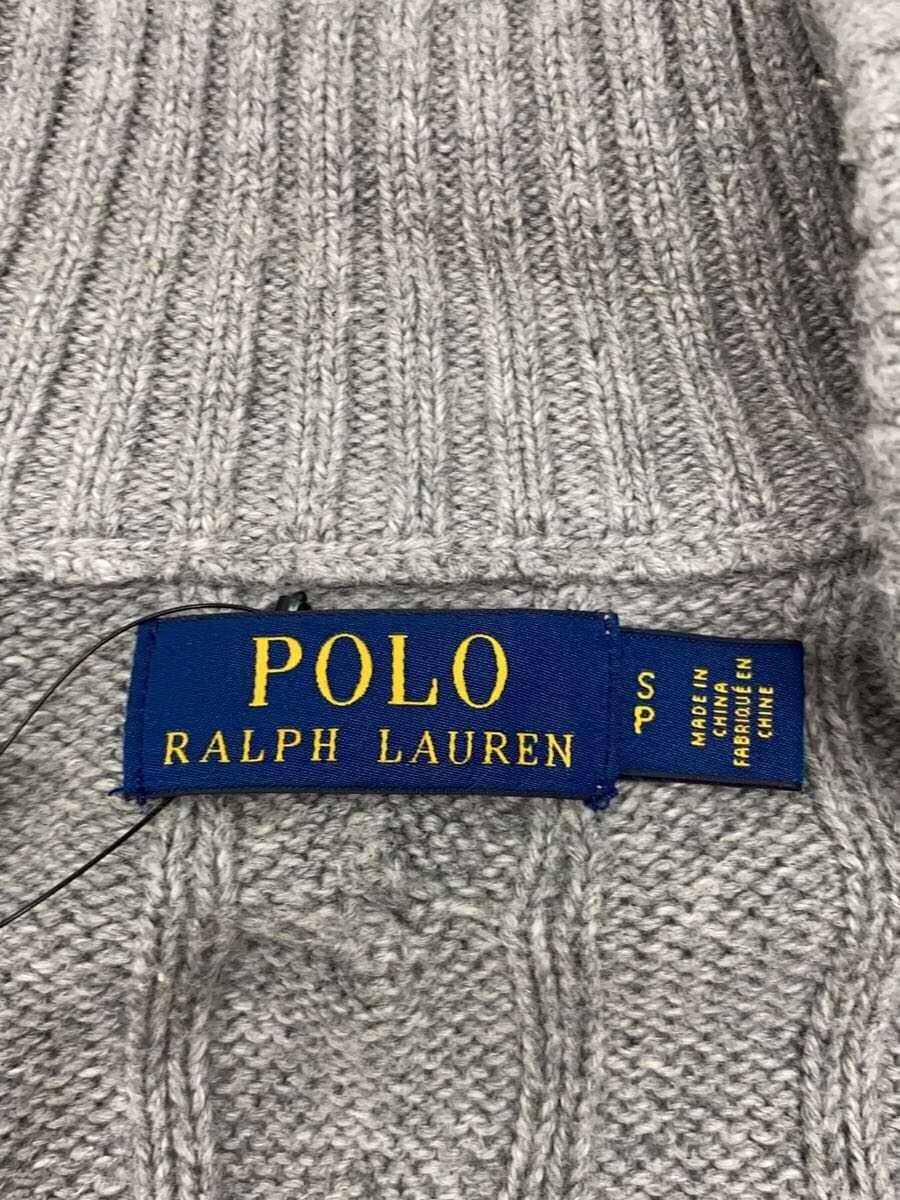 POLO
RALPH LAUREN
S
P
MADE IN
CHINA
FABRIQUÉ EN
CHINE